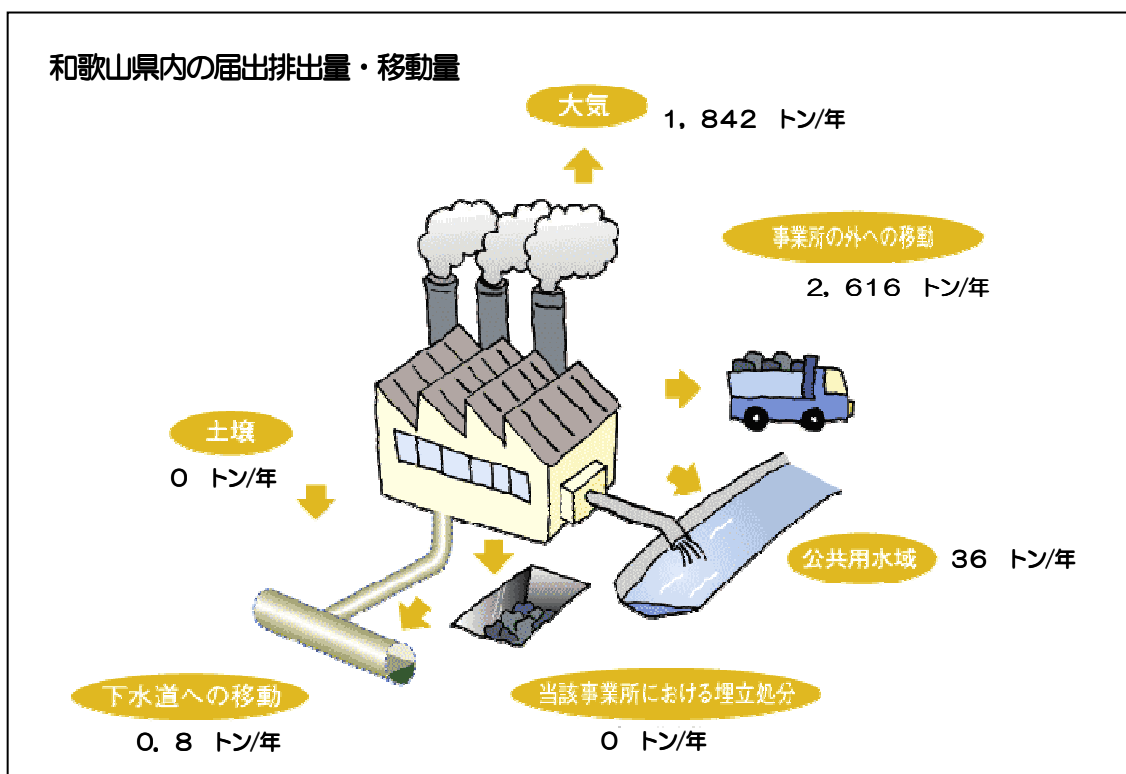 和歌山県内の届出排出量・移動量
大気
1，842　トン/年
事業所の外への移動
2，616　トン/年
土壌
0　トン/年
公共用水域
36　トン/年
下水道への移動
0．8　トン/年
当該事業所における埋立処分
0　トン/年